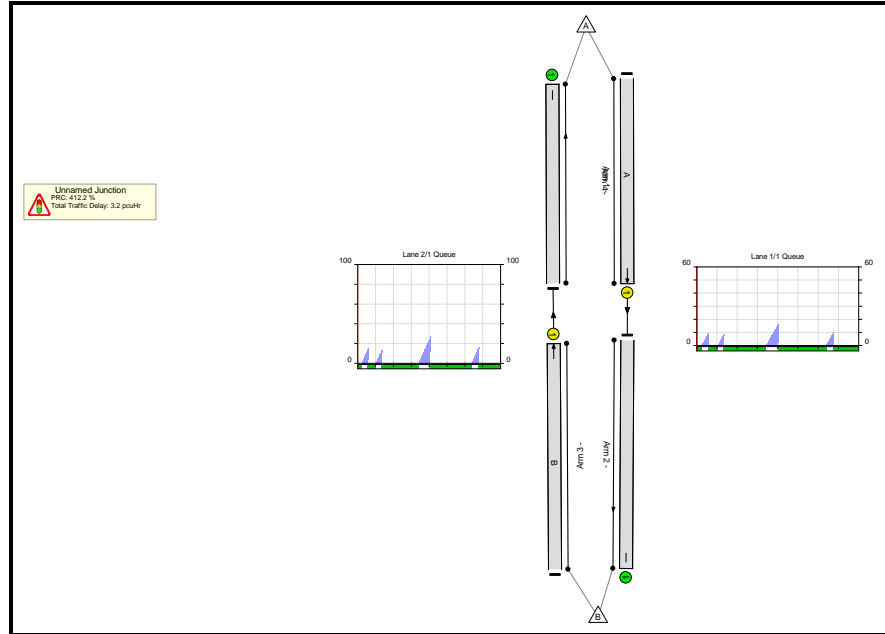 A
Unnamed Junction
PRC: 412.2 %
Total Traffic Delay: 3.2 pcuHr
A
Lane 2/1 Queue
100
100
0
0
Lane 1/1 Queue
60
60
0
0
Arm 3 -
Arm 2 -
B
B